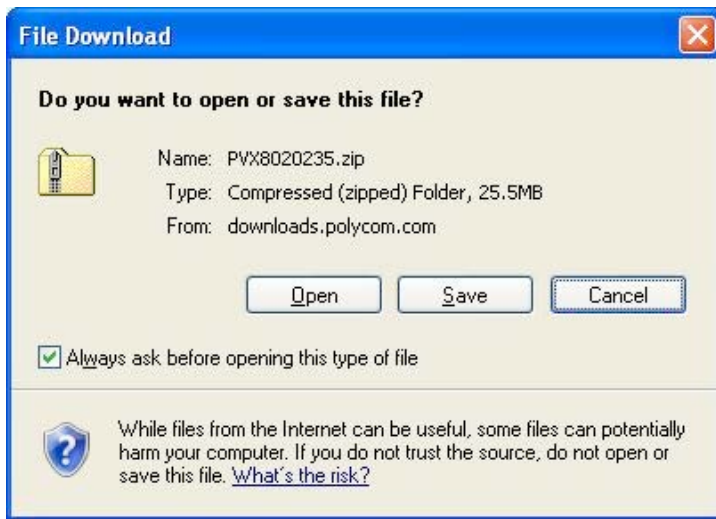 File Download
Do you want to open or save this file?
Name: PVX8020235.zip
Type: Compressed (zipped) Folder, 25.5MB
From: downloads.polycom.com
Open Save Cancel
Always ask before opening this type of file
While files from the Internet can be useful, some files can potentially
harm your computer. If you do not trust the source, do not open or
save this file. What's the risk?